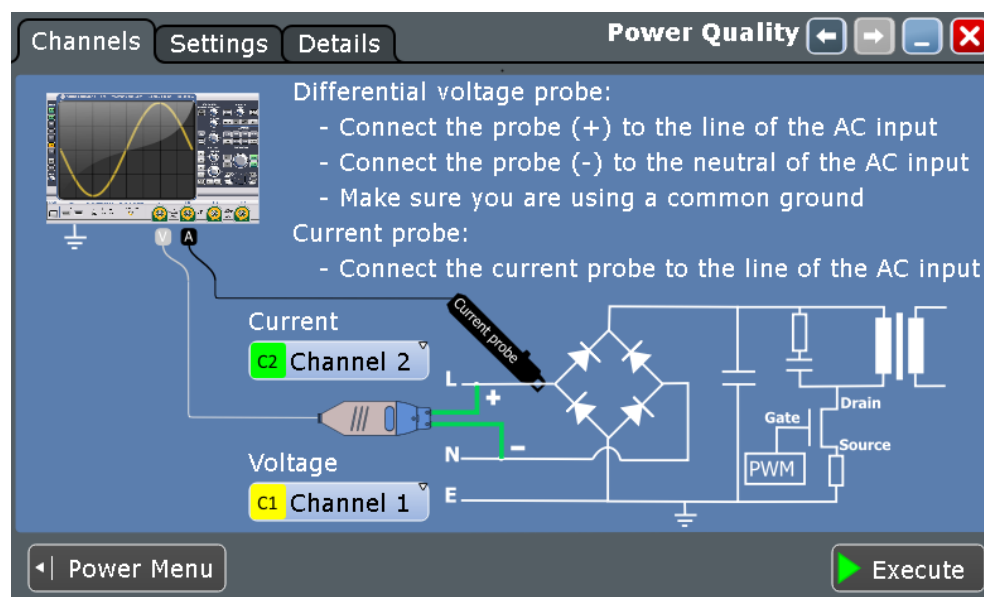 Channels
Settings
Details
Power Quality
Differential voltage probe:
- Connect the probe (+) to the line of the AC input
- Connect the probe (-) to the neutral of the AC input
- Make sure you are using a common ground
Current probe:
- Connect the current probe to the line of the AC input
V
A
Current probe
Current
C2 Channel 2
L
+
Drain
Gate
Source
Voltage
N
-
PWM
C1 Channel 1
E
Power Menu
Execute